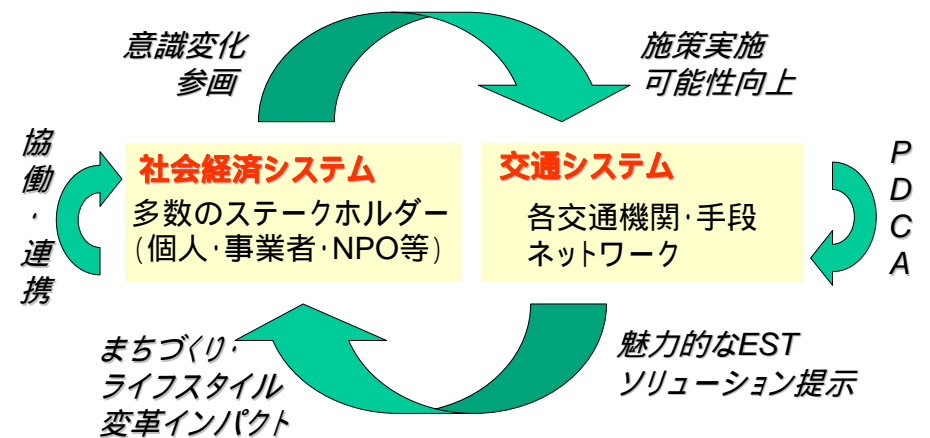 意識変化
参画
施策実施
可能性向上
協働・連携
社会経済システム
多数のステークホルダー
(個人・事業者・NPO等)
交通システム
各交通機関・手段
ネットワーク
PDCA
まちづくり・
ライフスタイル
変革インパクト
魅力的なEST
ソリューション提示